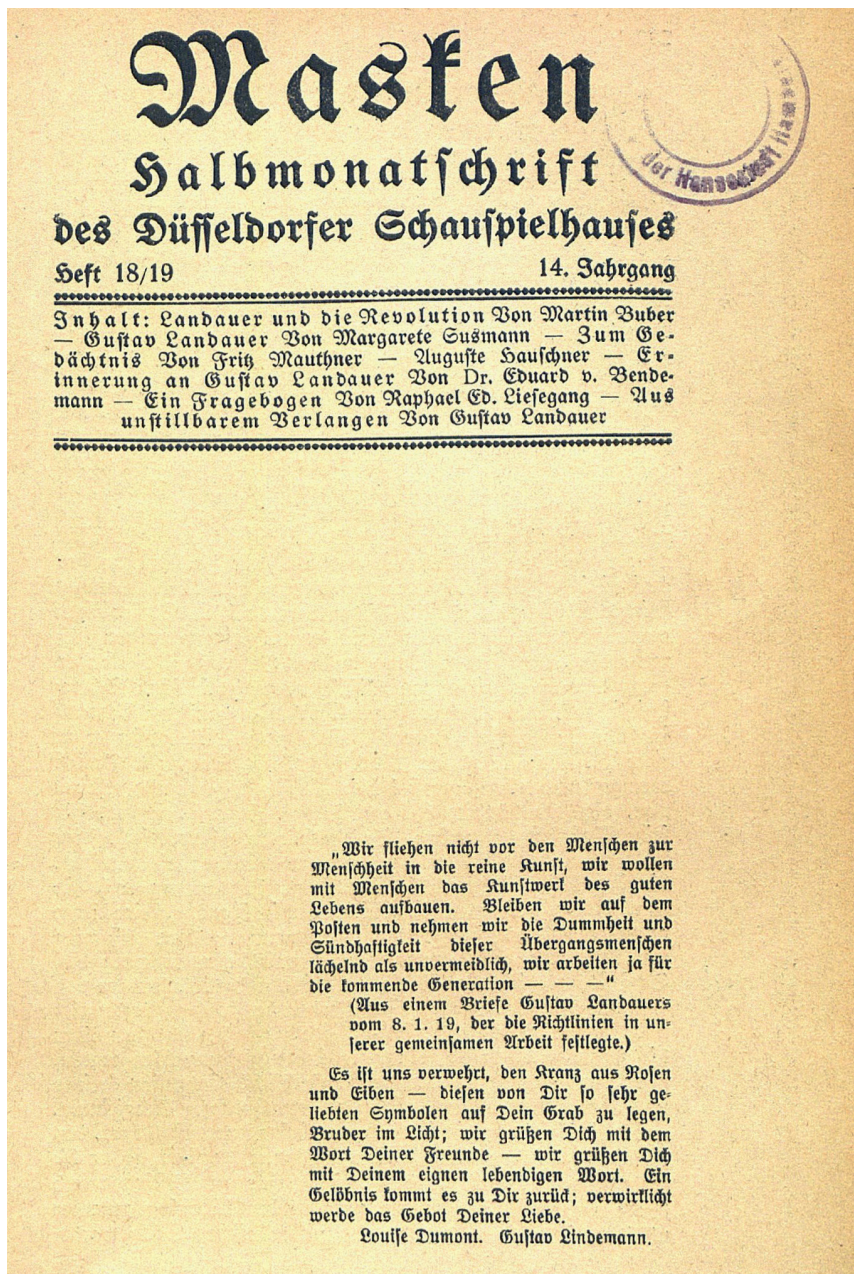 Masken
Halbmonatschrift
des Düsseldorfer Schauspielhauses
Heft 18/19 14. Jahrgang
Inhalt: Landauer und die Revolution Von Martin Buber
— Gustav Landauer Von Margarete Susmann — Zum Ge-
dächtnis Von Fritz Mauthner — Auguste Hauschner — Er-
innerung an Gustav Landauer Von Dr. Eduard v. Bende-
mann — Ein Fragebogen Von Raphael Ed. Liesegang — Aus
unstillbarem Verlangen Von Gustav Landauer
der Hansestadt
„Wir fliehen nicht vor den Menschen zur
Menschheit in die reine Kunst, wir wollen
mit Menschen das Kunstwerk des guten
Lebens aufbauen. Bleiben wir auf dem
Posten und nehmen wir die Dummheit und
Sündhaftigkeit dieser Übergangsmenschen
lächelnd als unvermeidlich, wir arbeiten ja für
die kommende Generation — — —“
(Aus einem Briefe Gustav Landauers
vom 8. 1. 19, der die Richtlinien in un-
serer gemeinsamen Arbeit festlegte.)
Es ist uns verwehrt, den Kranz aus Rosen
und Eiben — diesen von Dir so sehr ge-
liebten Symbolen auf Dein Grab zu legen,
Bruder im Licht; wir grüßen Dich mit dem
Wort Deiner Freunde — wir grüßen Dich
mit Deinem eignen lebendigen Wort. Ein
Gelöbnis kommt es zu Dir zurück; verwirklicht
werde das Gebot Deiner Liebe.
Louise Dumont. Gustav Lindemann.